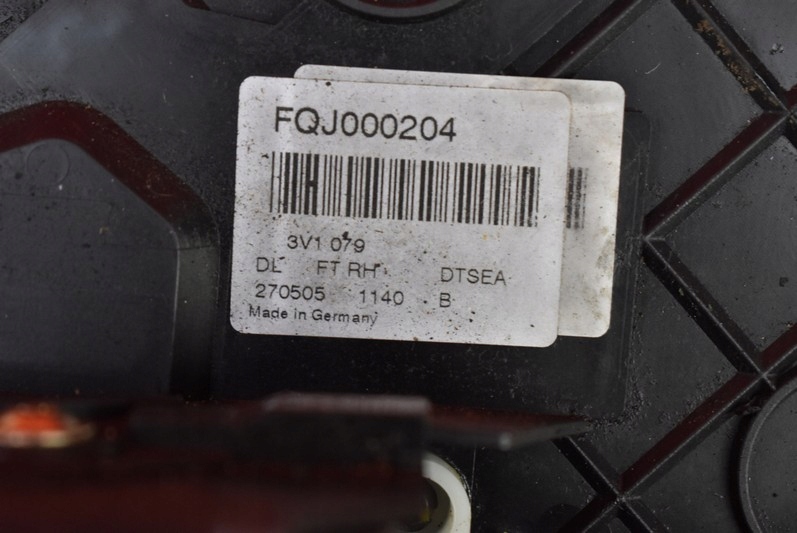 FQJ000204
3V1 079
DL FT RH DTSEA
270505 1140 B
Made in Germany